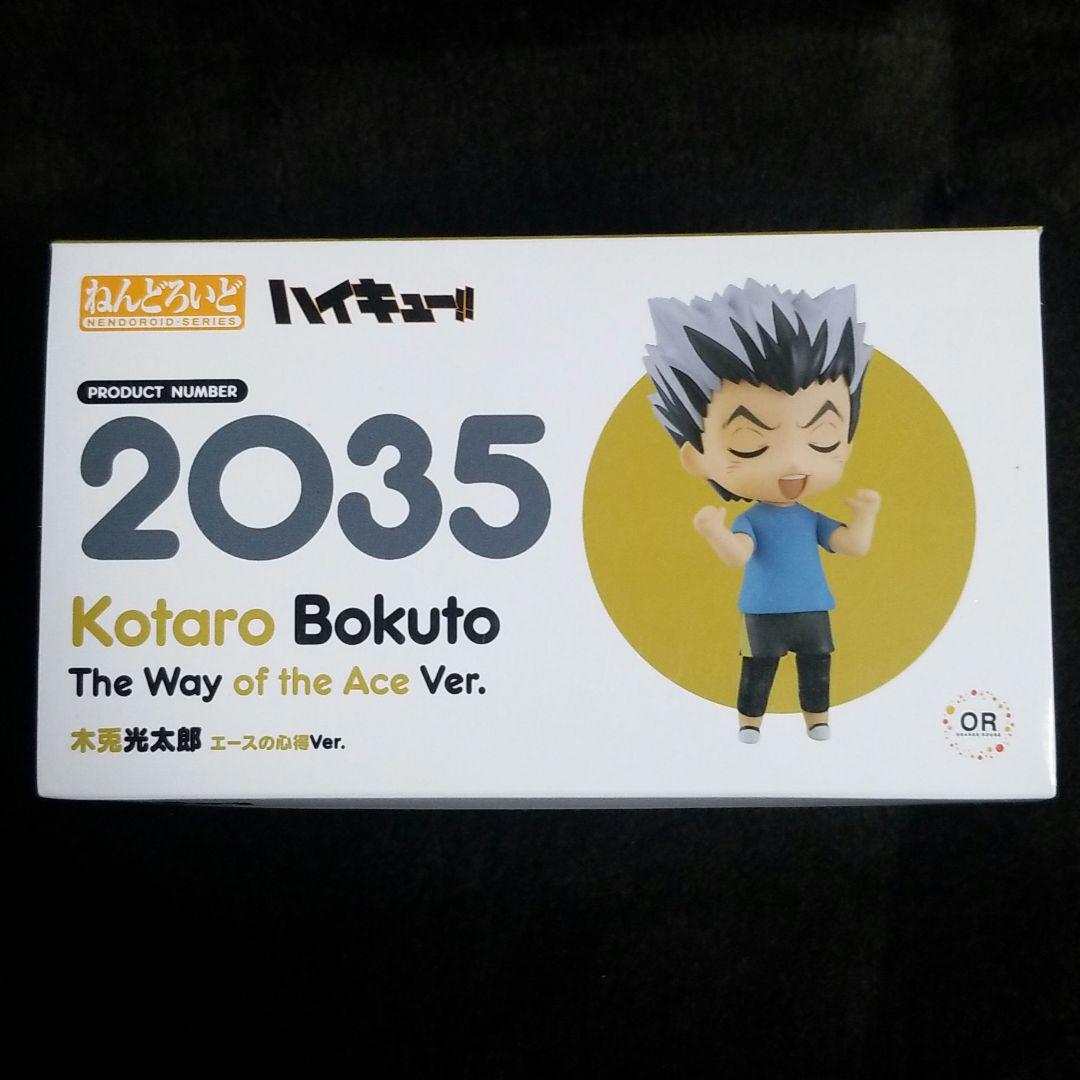 ねんどろいど
NENDOROID-SERIES
ハイキュー!!
PRODUCT NUMBER
2035
Kotaro Bokuto
The Way of the Ace Ver.
木兎光太郎 エースの心得Ver.
OR
ORANGE ROUGE